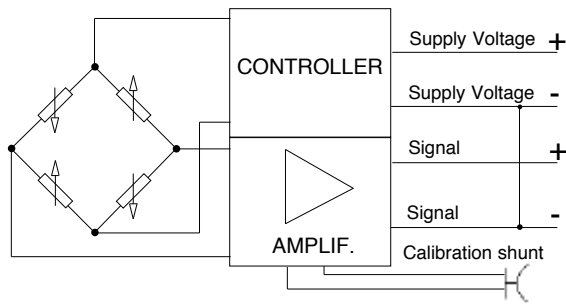 CONTROLLER
Supply Voltage +
Supply Voltage -
Signal +
Signal -
AMPLIF.
Calibration shunt